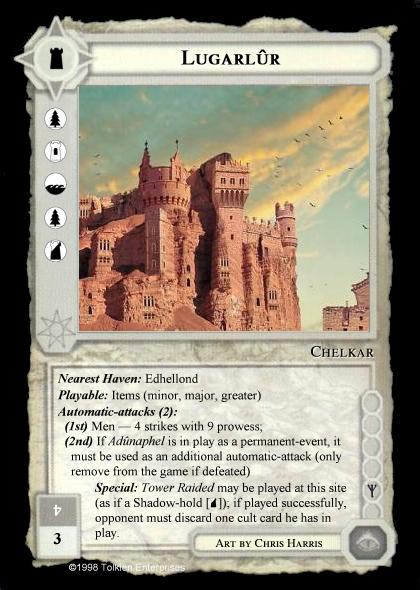 LUGARLÛR
CHELKAR
Nearest Haven: Edhellond
Playable: Items (minor, major, greater)
Automatic-attacks (2):
(1st) Men — 4 strikes with 9 prowess;
(2nd) If Adûnaphel is in play as a permanent-event, it
must be used as an additional automatic-attack (only
remove from the game if defeated)
Special: Tower Raided may be played at this site
(as if a Shadow-hold [ ]); if played successfully,
opponent must discard one cult card he has in
play.
4
3
ART BY CHRIS HARRIS
©1998 Tolkien Enterprises